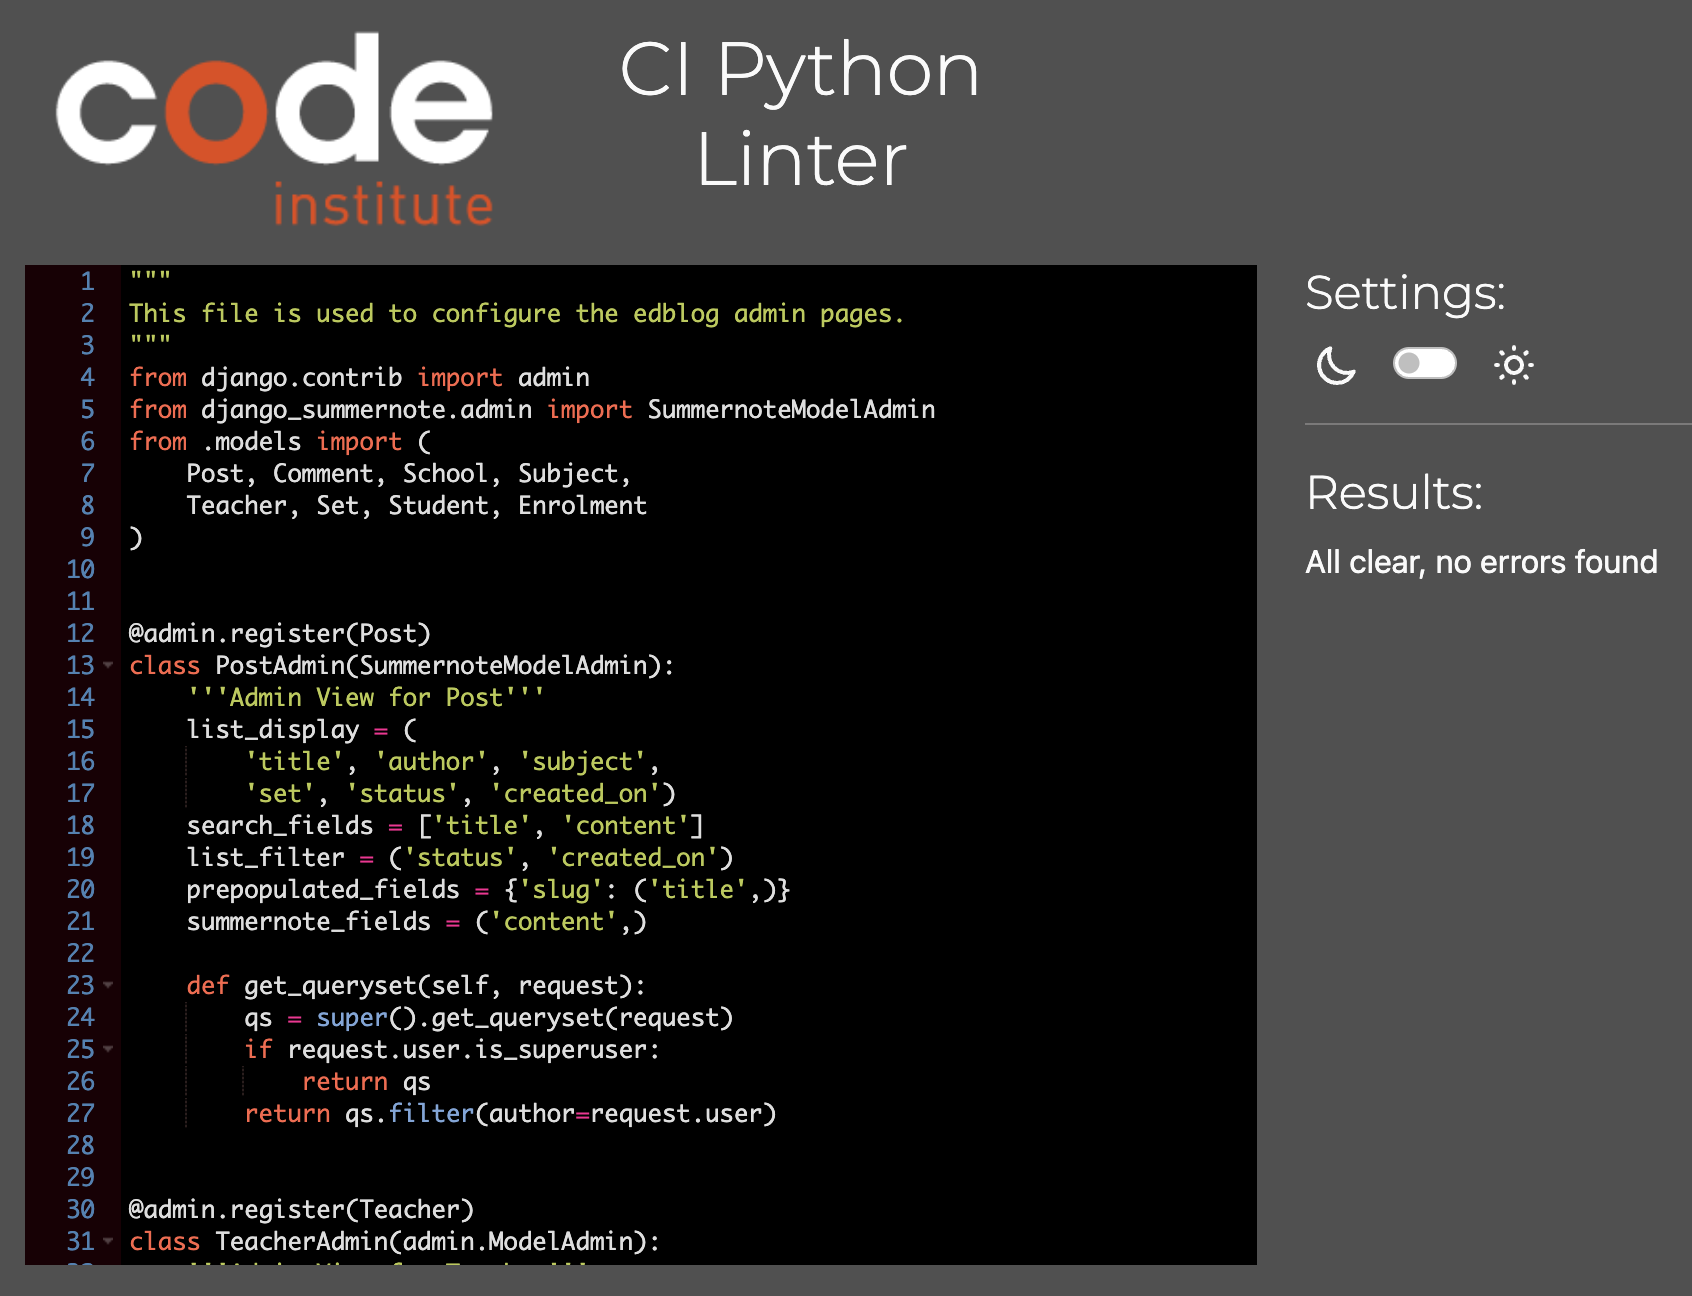 code
institute
CI Python
Linter
1 """
2 This file is used to configure the edblog admin pages.
3 """
4 from django.contrib import admin
5 from django_summernote.admin import SummernoteModelAdmin
6 from .models import (
7     Post, Comment, School, Subject,
8     Teacher, Set, Student, Enrolment
9 )
10
11
12 @admin.register(Post)
13 class PostAdmin(SummernoteModelAdmin):
14     '''Admin View for Post'''
15     list_display = (
16         'title', 'author', 'subject',
17         'set', 'status', 'created_on')
18     search_fields = ['title', 'content']
19     list_filter = ('status', 'created_on')
20     prepopulated_fields = {'slug': ('title',)}
21     summernote_fields = ('content',)
22
23     def get_queryset(self, request):
24         qs = super().get_queryset(request)
25         if request.user.is_superuser:
26             return qs
27         return qs.filter(author=request.user)
28
29
30 @admin.register(Teacher)
31 class TeacherAdmin(admin.ModelAdmin):
Settings:
Results:
All clear, no errors found